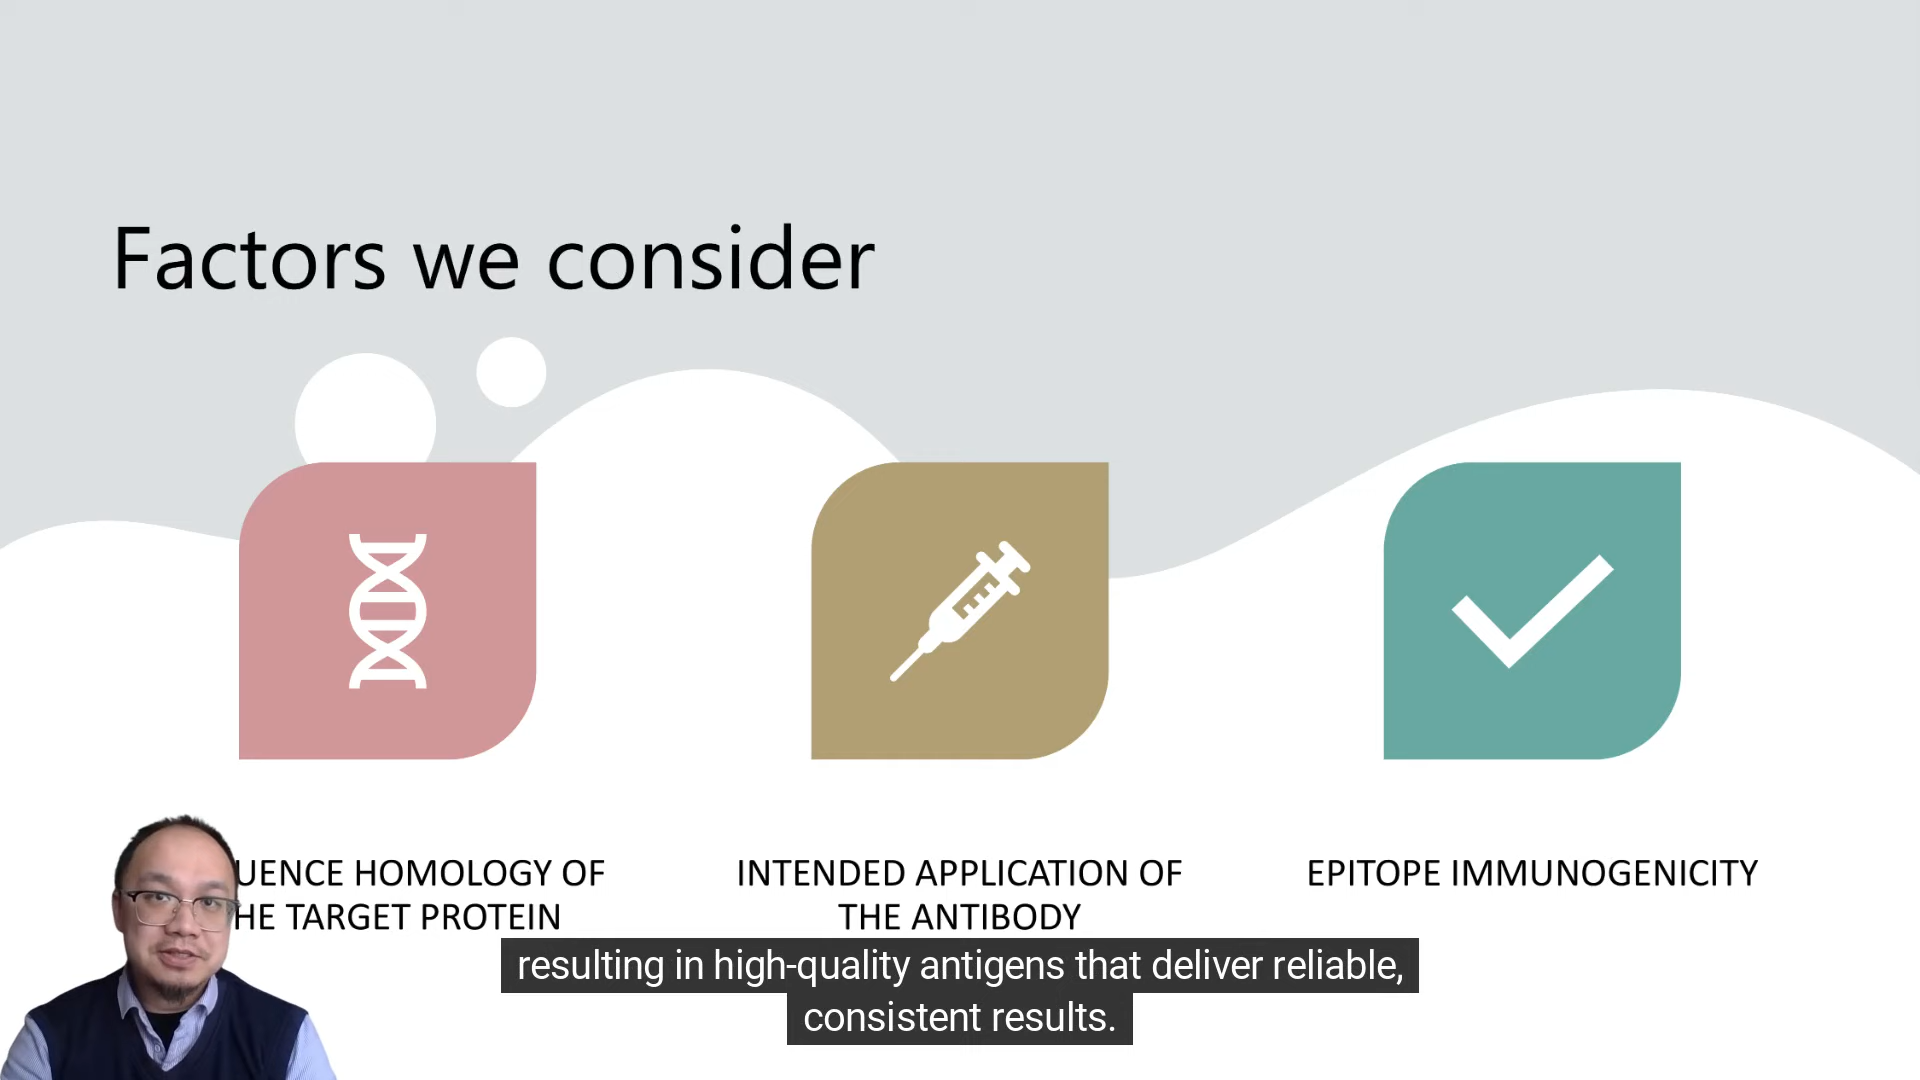 Factors we consider
UENCE HOMOLOGY OF
HE TARGET PROTEIN
INTENDED APPLICATION OF
THE ANTIBODY
EPITOPE IMMUNOGENICITY
resulting in high-quality antigens that deliver reliable,
consistent results.